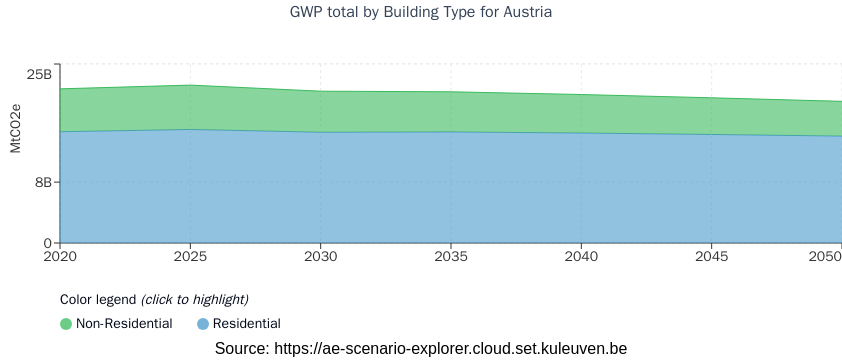 GWP total by Building Type for Austria
25B
MtCO2e
8B
0
2020 2025 2030 2035 2040 2045 2050
Color legend (click to highlight)
Non-Residential Residential
Source: https://ae-scenario-explorer.cloud.set.kuleuven.be